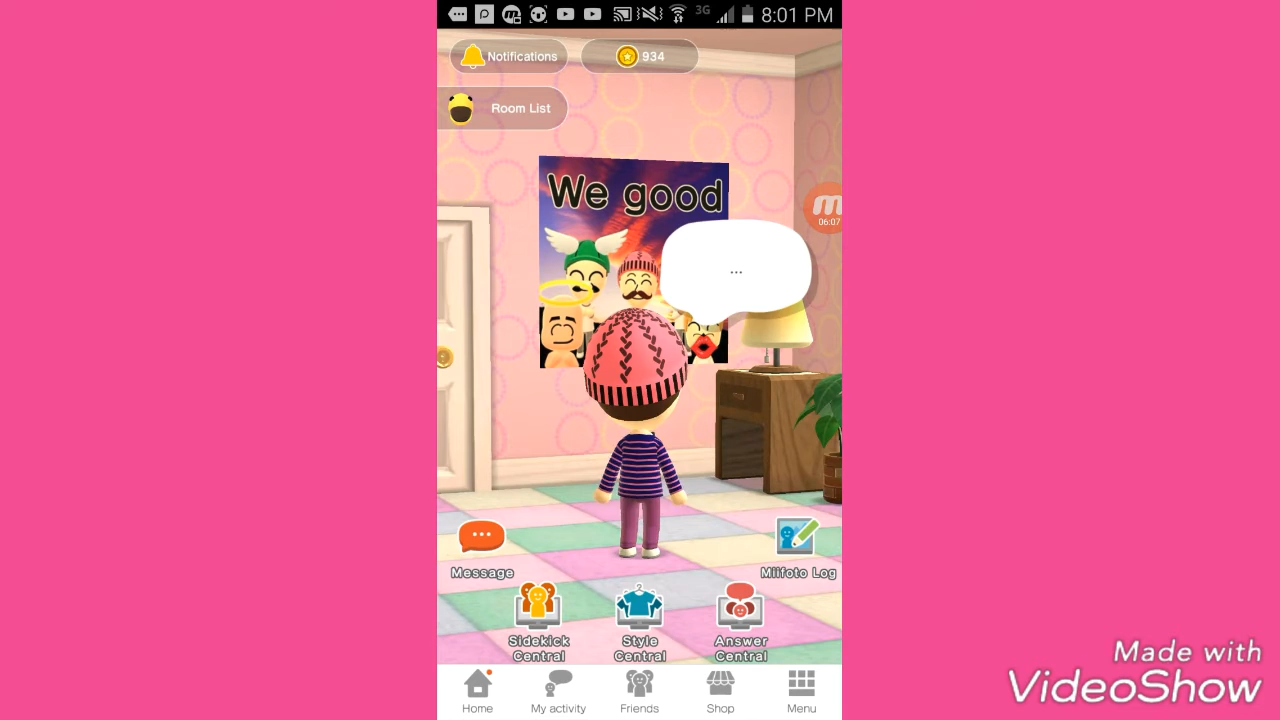 3G 8:01 PM
Notifications
934
Room List
We good
...
06:07
Message
Miifoto Log
Sidekick
Central
Style
Central
Answer
Central
Home
My activity
Friends
Shop
Menu
Made with
VideoShow